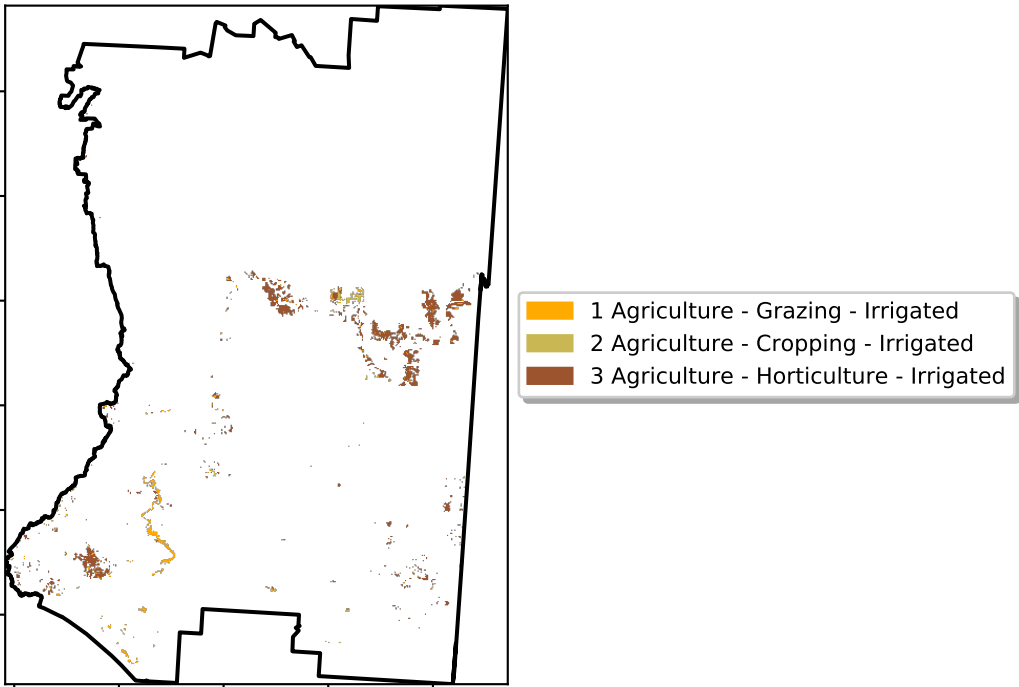 1 Agriculture - Grazing - Irrigated
2 Agriculture - Cropping - Irrigated
3 Agriculture - Horticulture - Irrigated